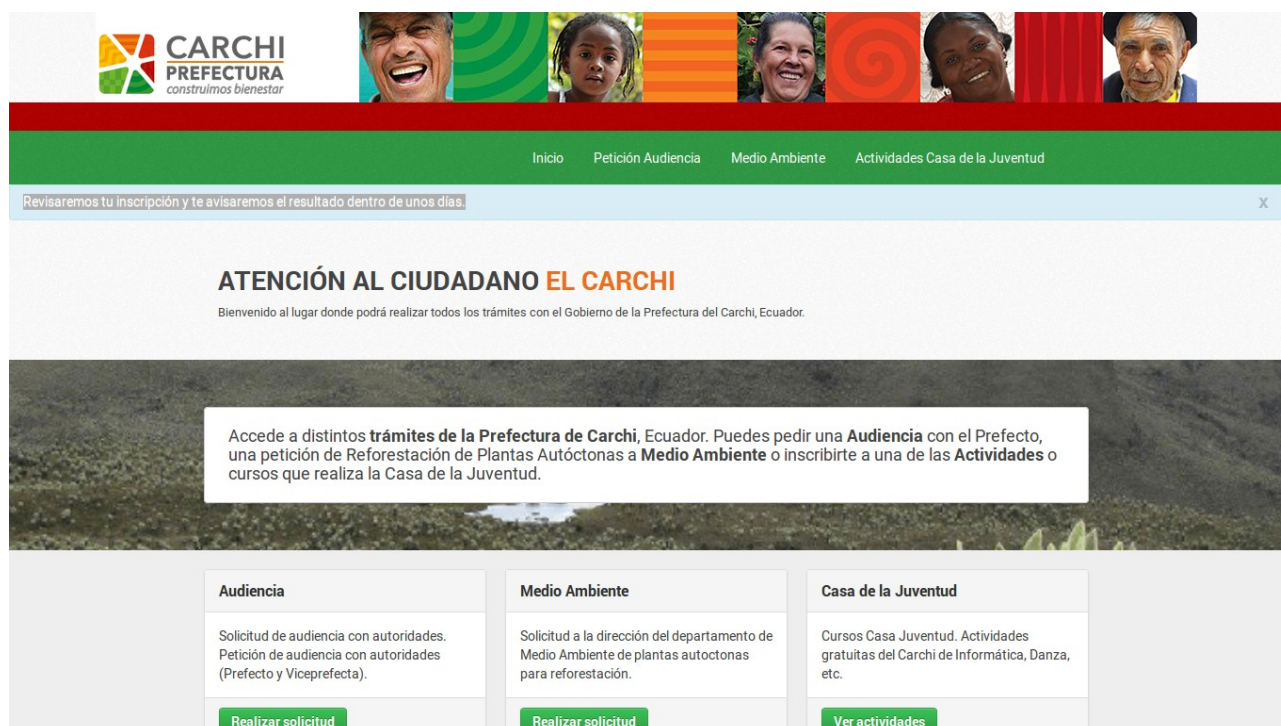 CARCHI
PREFECTURA
construimos bienestar
Inicio Petición Audiencia Medio Ambiente Actividades Casa de la Juventud
Revisaremos tu inscripción y te avisaremos el resultado dentro de unos días. x
ATENCIÓN AL CIUDADANO EL CARCHI
Bienvenido al lugar donde podrá realizar todos los trámites con el Gobierno de la Prefectura del Carchi, Ecuador.
Accede a distintos trámites de la Prefectura de Carchi, Ecuador. Puedes pedir una Audiencia con el Prefecto,
una petición de Reforestación de Plantas Autóctonas a Medio Ambiente o inscribirte a una de las Actividades o
cursos que realiza la Casa de la Juventud.
Audiencia
Solicitud de audiencia con autoridades.
Petición de audiencia con autoridades
(Prefecto y Viceprefecta).
Realizar solicitud
Medio Ambiente
Solicitud a la dirección del departamento de
Medio Ambiente de plantas autoctonas
para reforestación.
Realizar solicitud
Casa de la Juventud
Cursos Casa Juventud. Actividades
gratuitas del Carchi de Informática, Danza,
etc.
Ver actividades